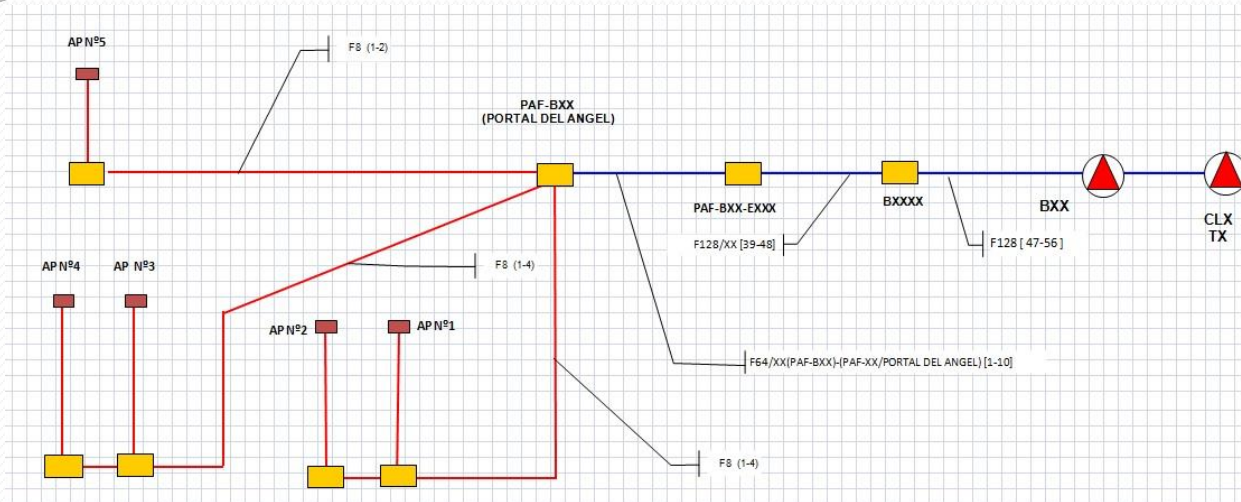 AP Nº5
F8 (1-2)
PAF-BXX
(PORTAL DEL ANGEL)
PAF-BXX-EXXX
BXXXX
BXX
CLX
TX
F128/XX [39-48]
F128 [ 47-56 ]
AP Nº4
AP Nº3
F8 (1-4)
AP Nº2
AP Nº1
F64/XX(PAF-BXX)-(PAF-XX/PORTAL DEL ANGEL) [1-10]
F8 (1-4)